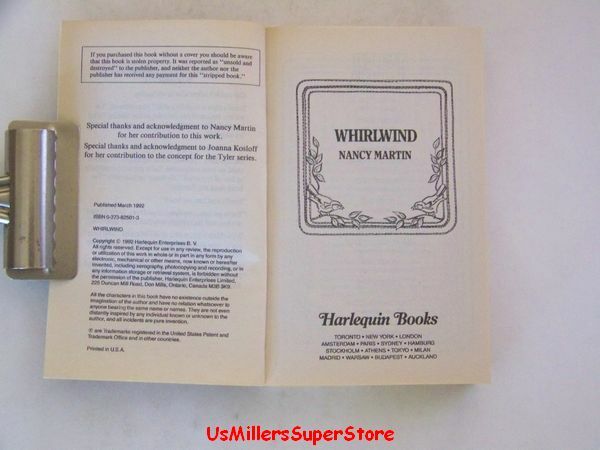 If you purchased this book without a cover you should be aware
that this book is stolen property. It was reported as "unsold and
destroyed" to the publisher, and neither the author nor the
publisher has received any payment for this "stripped book."
Special thanks and acknowledgment to Nancy Martin
for her contribution to this work.
Special thanks and acknowledgment to Joanna Kosloff
for her contribution to the concept for the Tyler series.
Published March 1992
ISBN 0-373-82501-3
WHIRLWIND
Copyright © 1992 Harlequin Enterprises B. V.
All rights reserved. Except for use in any review, the reproduction
or utilization of this work in whole or in part in any form by any
electronic, mechanical or other means, now known or hereafter
invented, including xerography, photocopying and recording, or in
any information storage or retrieval system, is forbidden without
the permission of the publisher, Harlequin Enterprises Limited,
225 Duncan Mill Road, Don Mills, Ontario, Canada M3B 3K9.
All the characters in this book have no existence outside the
imagination of the author and have no relation whatsoever to
anyone bearing the same name or names. They are not even
distantly inspired by any individual known or unknown to the
author, and all incidents are pure invention.
® are Trademarks registered in the United States Patent and
Trademark Office and in other countries.
Printed in U.S.A.
WHIRLWIND
NANCY MARTIN
Harlequin Books
TORONTO • NEW YORK • LONDON
AMSTERDAM • PARIS • SYDNEY • HAMBURG
STOCKHOLM • ATHENS • TOKYO • MILAN
MADRID • WARSAW • BUDAPEST • AUCKLAND
UsMillersSuperStore